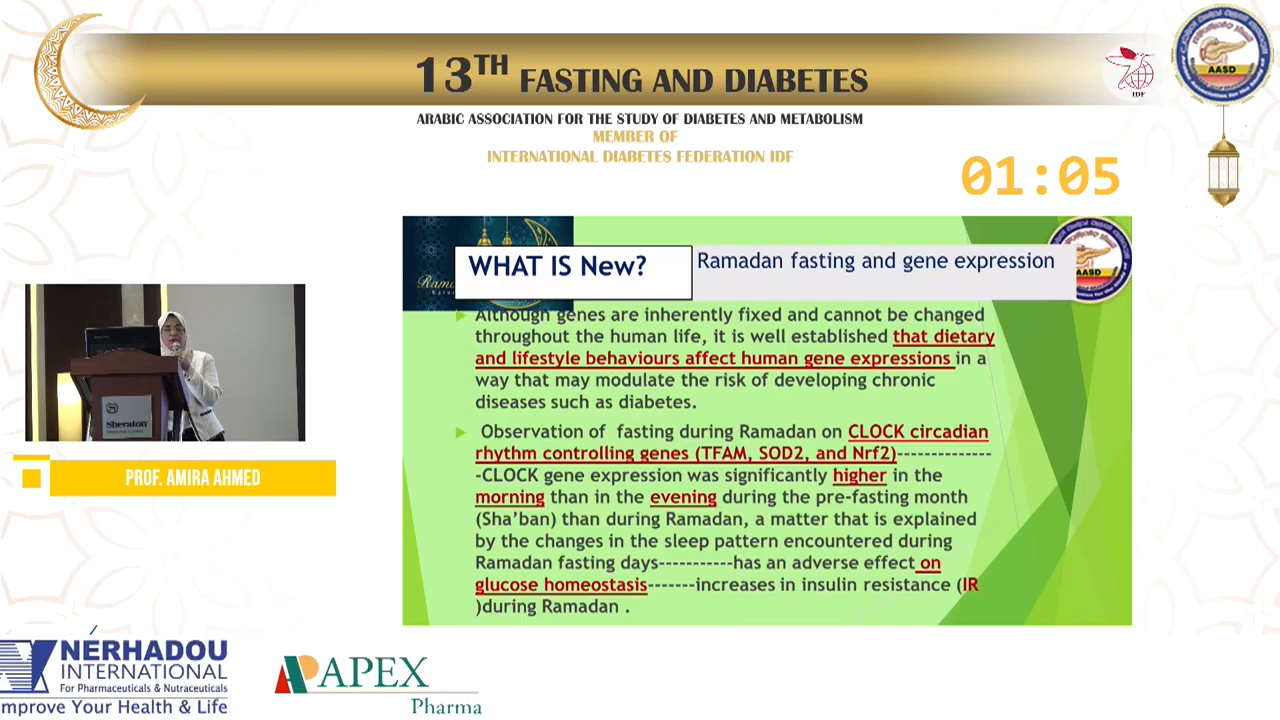 13TH FASTING AND DIABETES
ARABIC ASSOCIATION FOR THE STUDY OF DIABETES AND METABOLISM
MEMBER OF
INTERNATIONAL DIABETES FEDERATION IDF
IDF
AASD
01:05
WHAT IS New?
Ramadan fasting and gene expression
AASD
Although genes are inherently fixed and cannot be changed
throughout the human life, it is well established that dietary
and lifestyle behaviours affect human gene expressions in a
way that may modulate the risk of developing chronic
diseases such as diabetes.
Observation of fasting during Ramadan on CLOCK circadian
rhythm controlling genes (TFAM, SOD2, and Nrf2)--------------
-CLOCK gene expression was significantly higher in the
morning than in the evening during the pre-fasting month
(Sha’ban) than during Ramadan, a matter that is explained
by the changes in the sleep pattern encountered during
Ramadan fasting days-----------has an adverse effect on
glucose homeostasis-------increases in insulin resistance (IR
)during Ramadan .
Sheraton
PROF. AMIRA AHMED
NERHADOU
INTERNATIONAL
For Pharmaceuticals & Nutraceuticals
mprove Your Health & Life
APEX
Pharma